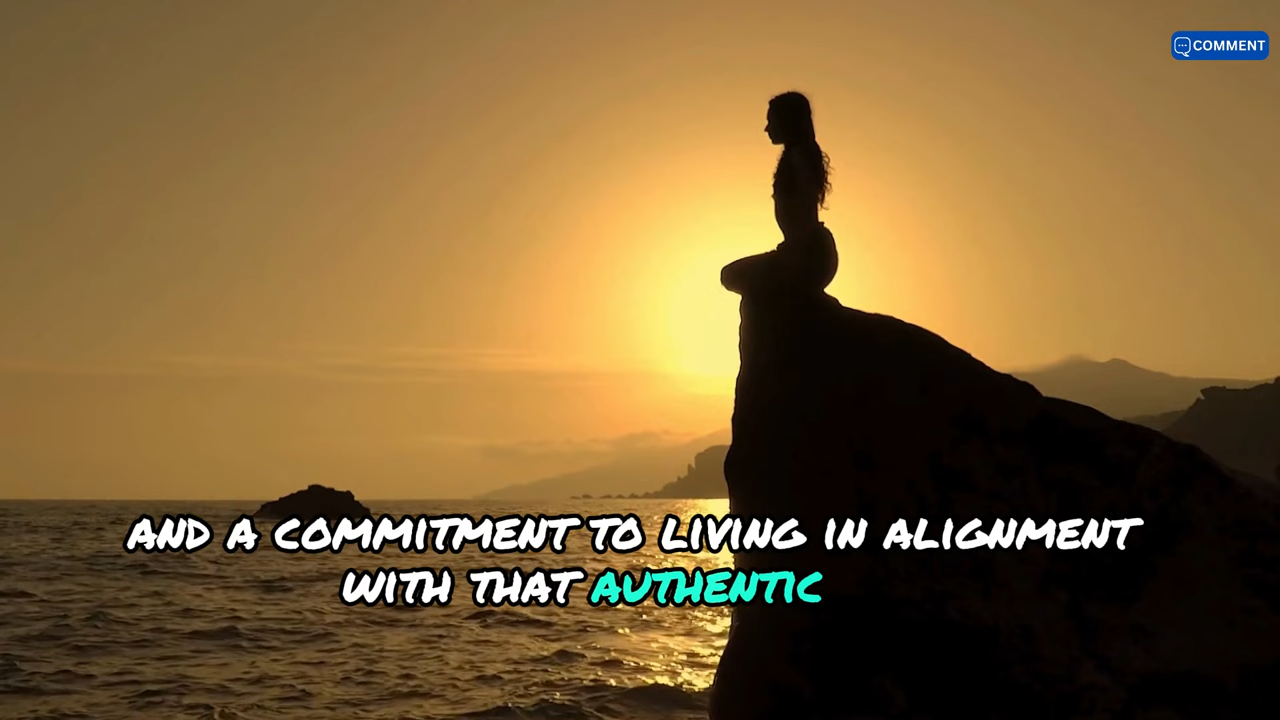 COMMENT
AND A COMMITMENT TO LIVING IN ALIGNMENT
WITH THAT AUTHENTIC